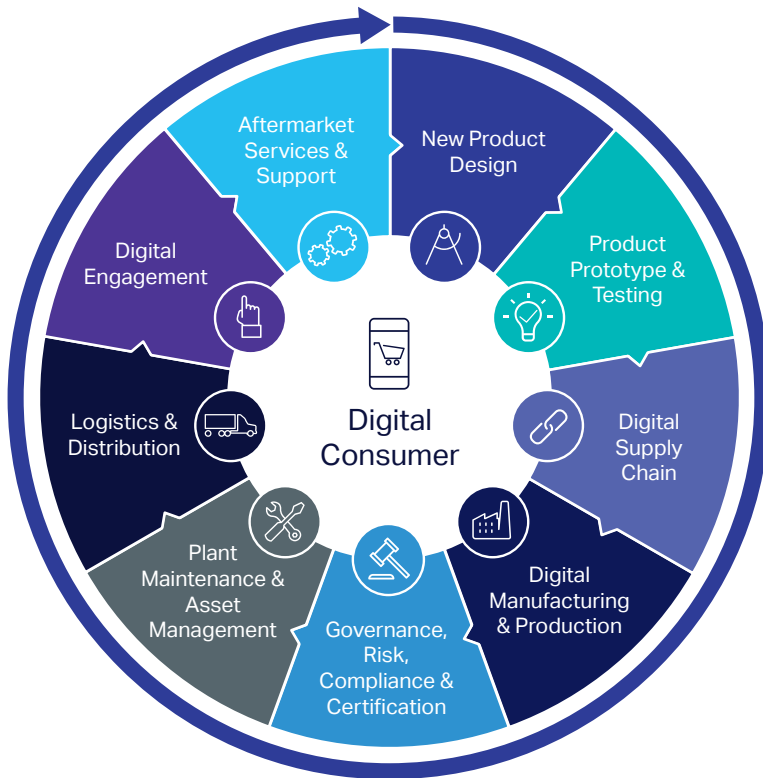 New Product
Design
Product
Prototype &
Testing
Digital
Supply
Chain
Digital
Manufacturing
& Production
Governance,
Risk,
Compliance &
Certification
Plant
Maintenance &
Asset
Management
Logistics &
Distribution
Digital
Engagement
Aftermarket
Services &
Support
Digital
Consumer